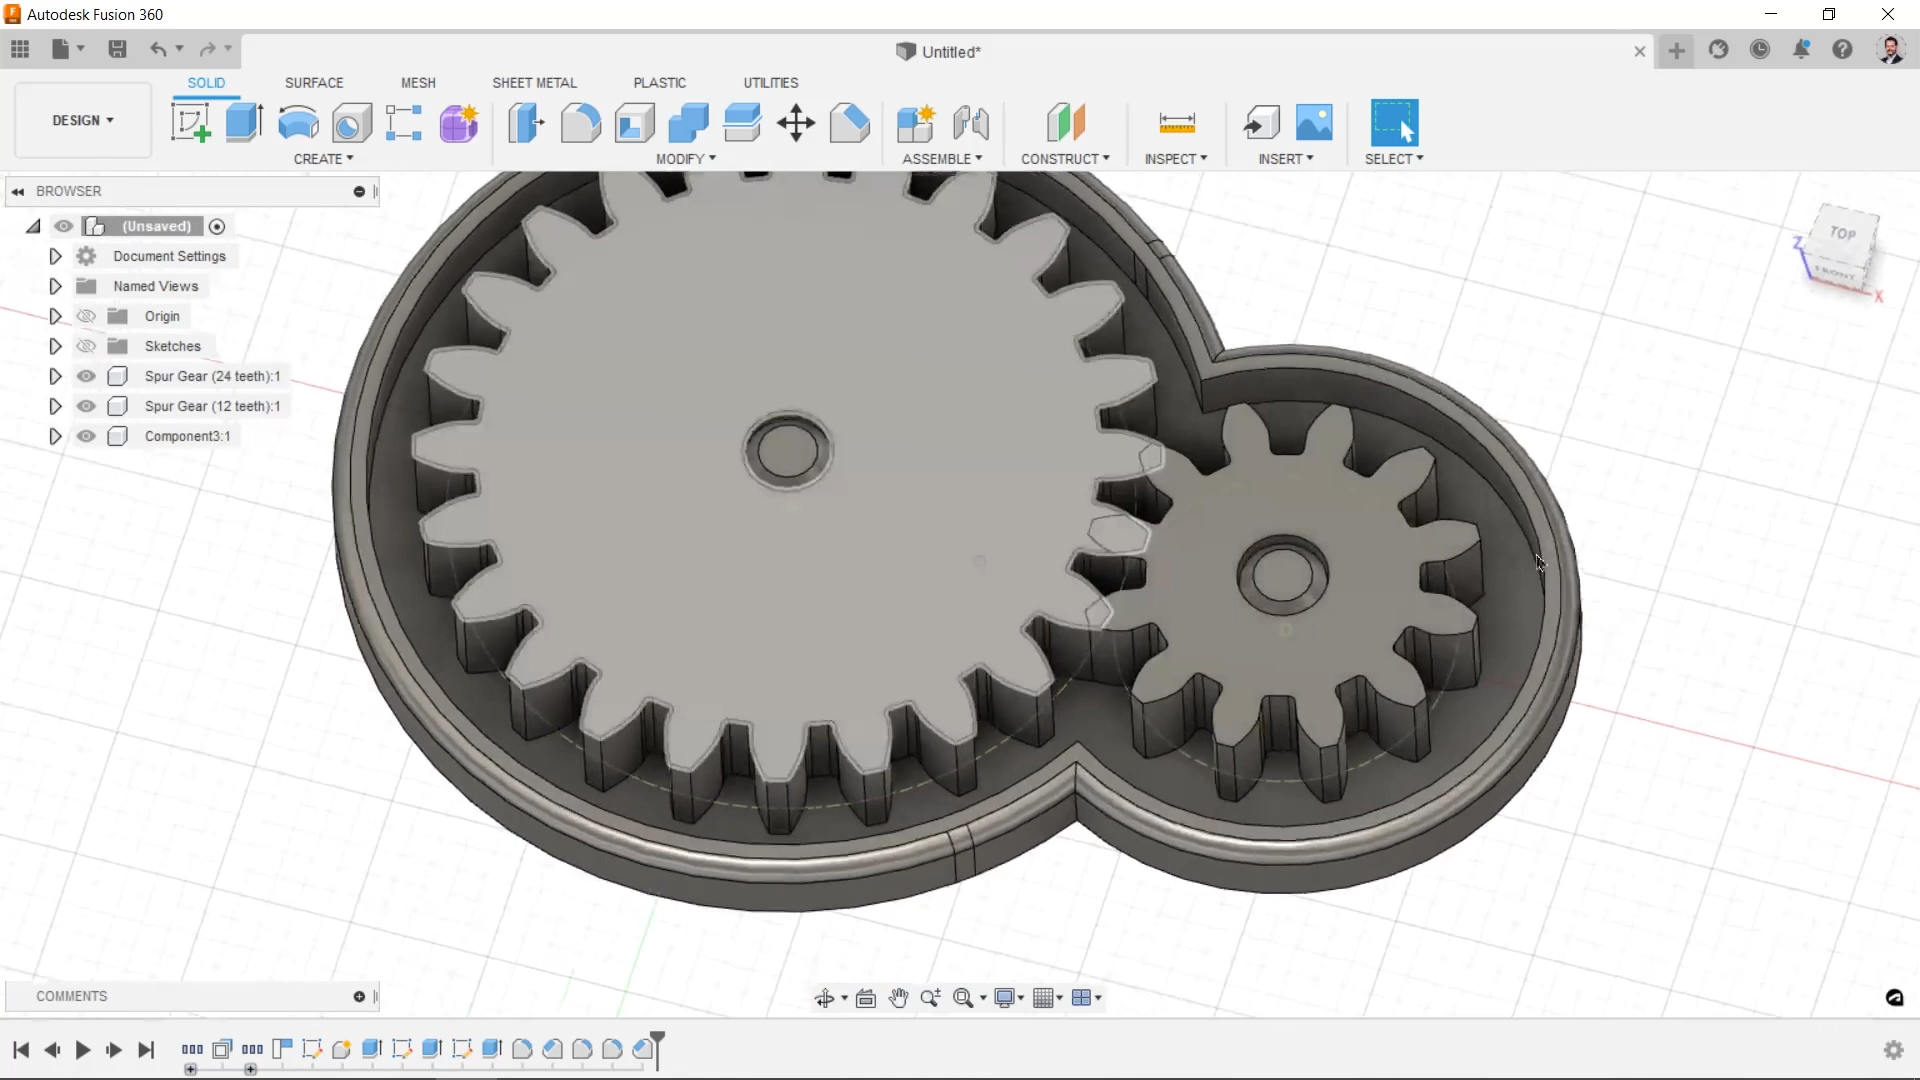 Autodesk Fusion 360
Untitled*
SOLID SURFACE MESH SHEET METAL PLASTIC UTILITIES
DESIGN
CREATE MODIFY ASSEMBLE CONSTRUCT INSPECT INSERT SELECT
BROWSER
(Unsaved)
Document Settings
Named Views
Origin
Sketches
Spur Gear (24 teeth):1
Spur Gear (12 teeth):1
Component3:1
TOP
Z
FRONT
X
COMMENTS